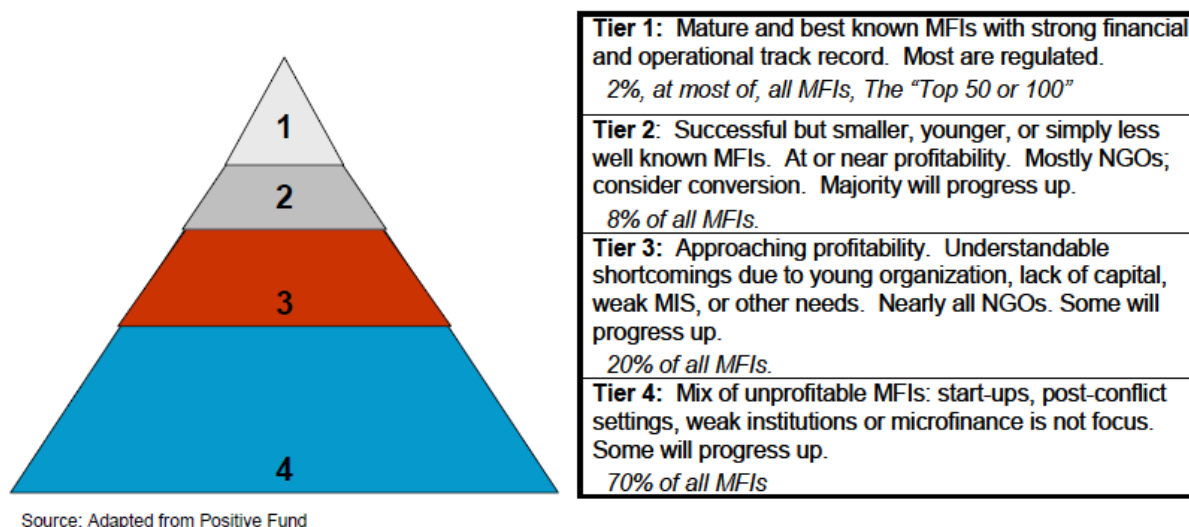 1
2
3
4
Tier 1: Mature and best known MFIs with strong financial
and operational track record. Most are regulated.
2%, at most of, all MFIs, The “Top 50 or 100”
Tier 2: Successful but smaller, younger, or simply less
well known MFIs. At or near profitability. Mostly NGOs;
consider conversion. Majority will progress up.
8% of all MFIs.
Tier 3: Approaching profitability. Understandable
shortcomings due to young organization, lack of capital,
weak MIS, or other needs. Nearly all NGOs. Some will
progress up.
20% of all MFIs.
Tier 4: Mix of unprofitable MFIs: start-ups, post-conflict
settings, weak institutions or microfinance is not focus.
Some will progress up.
70% of all MFIs
Source: Adapted from Positive Fund